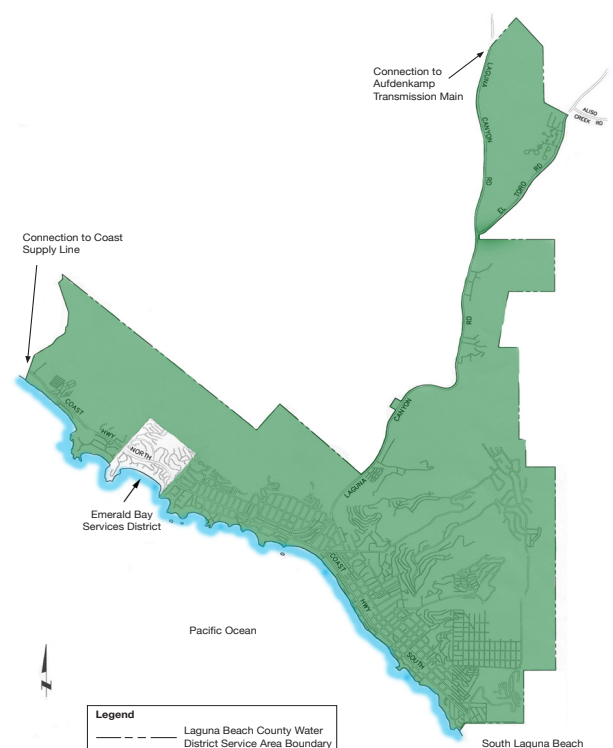 Connection to
Aufdenkamp
Transmission Main
LAGUNA
CANYON
RD
ALISO
CREEK RD
EL TORO RD
Connection to Coast
Supply Line
RD
CANYON
LAGUNA
COAST
HWY
NORTH
Emerald Bay
Services District
COAST
HWY
SOUTH
Pacific Ocean
N
Legend
Laguna Beach County Water
District Service Area Boundary
South Laguna Beach